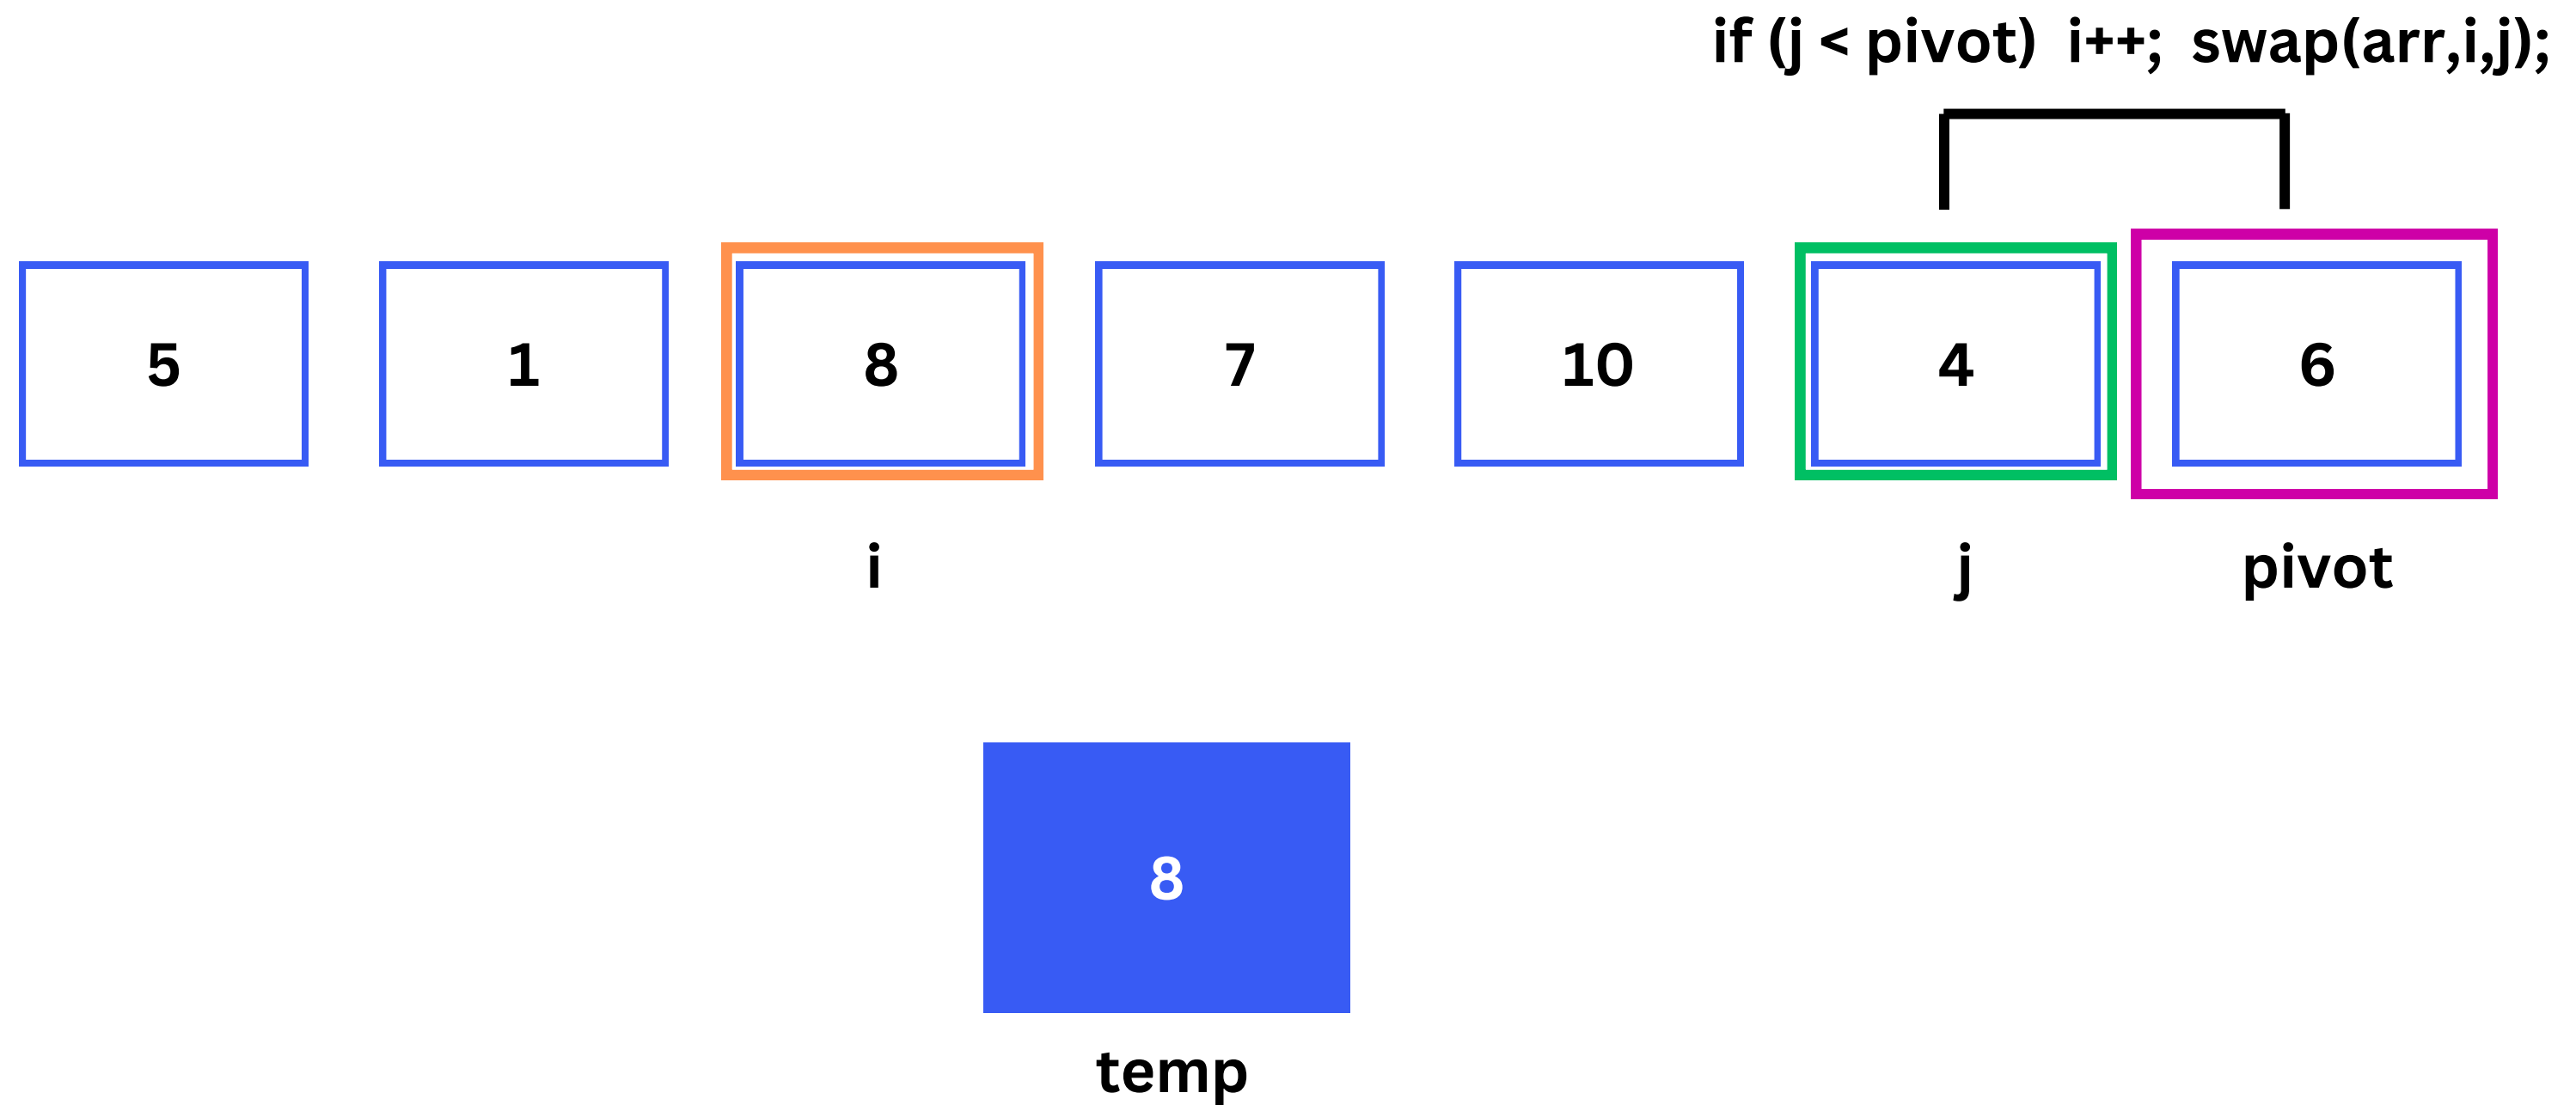 if (j < pivot) i++; swap(arr,i,j);
5 1 8 7 10 4 6
i j pivot
8
temp